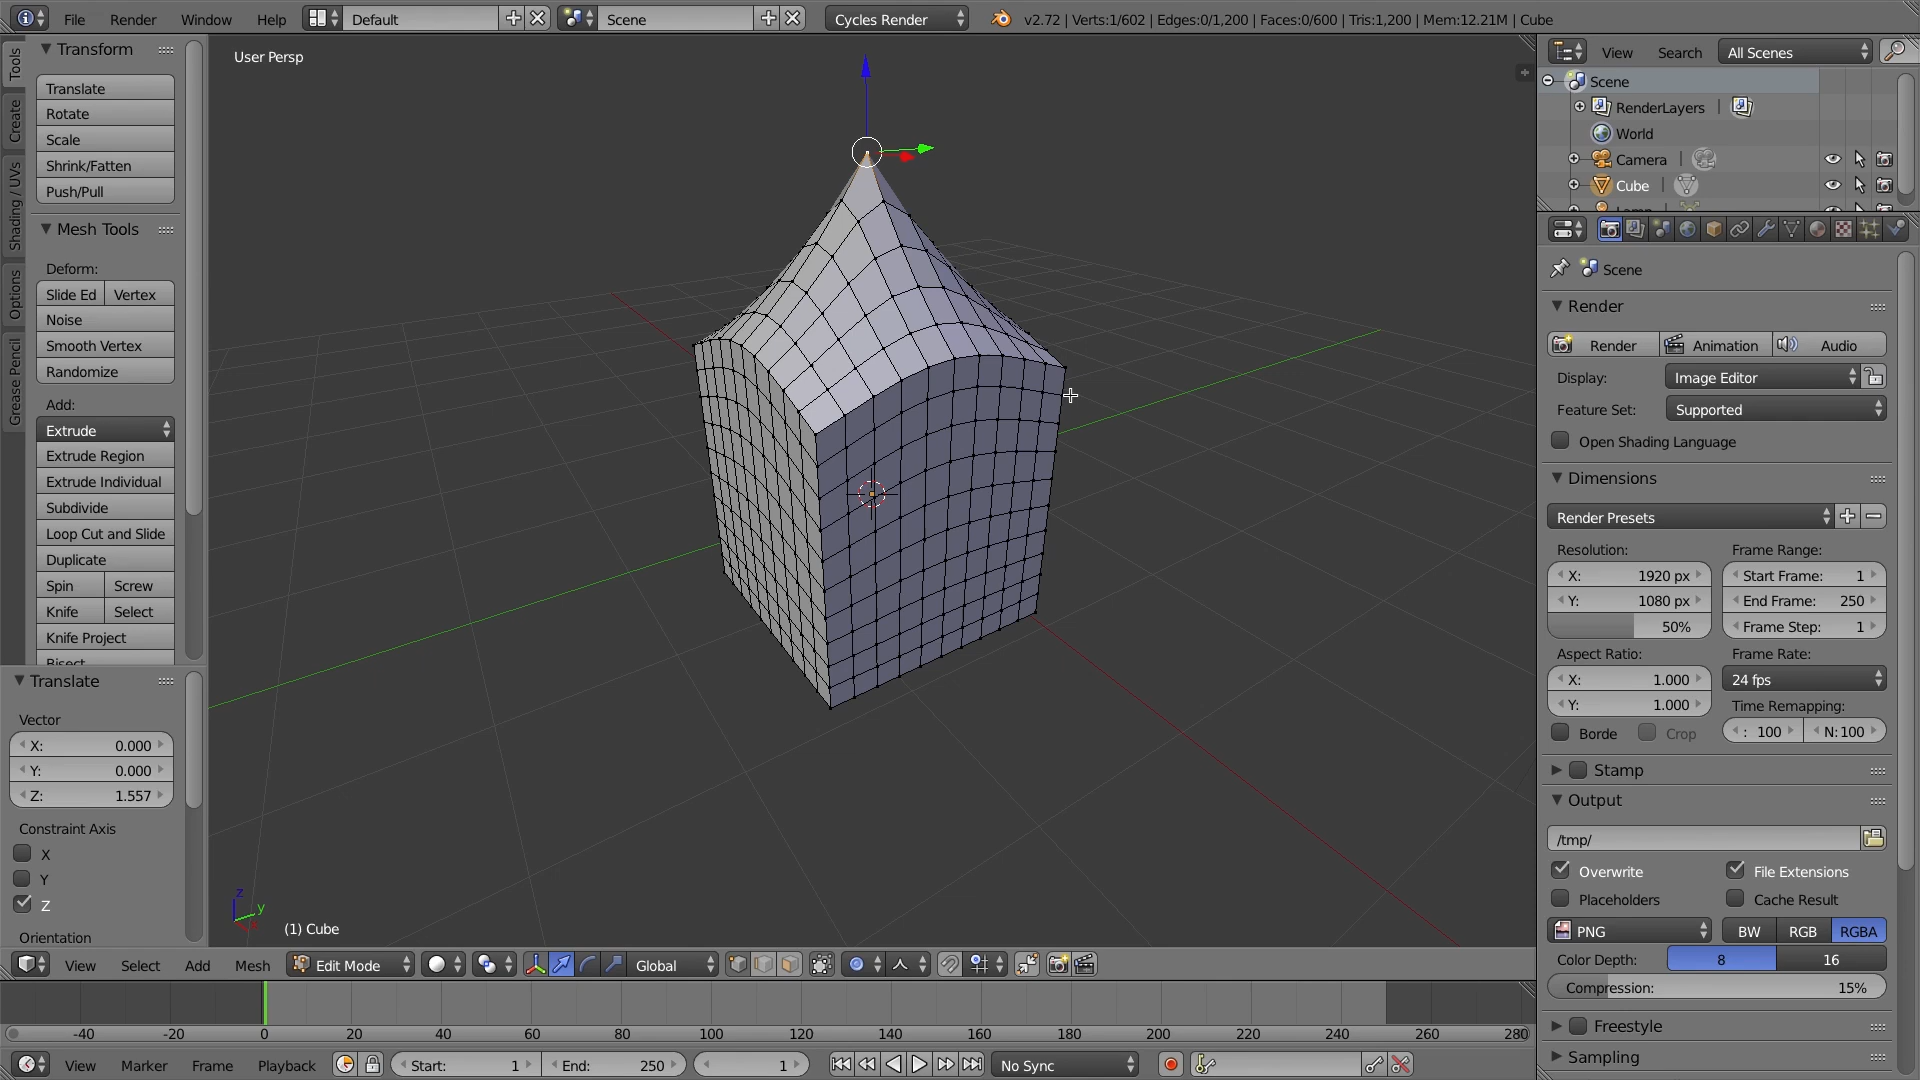 File Render Window Help Default Scene Cycles Render v2.72 | Verts:1/602 | Edges:0/1,200 | Faces:0/600 | Tris:1,200 | Mem:12.21M | Cube
Tools
Create
Shading / UVs
Options
Grease Pencil
Transform
Translate
Rotate
Scale
Shrink/Fatten
Push/Pull
Mesh Tools
Deform:
Slide Ed Vertex
Noise
Smooth Vertex
Randomize
Add:
Extrude
Extrude Region
Extrude Individual
Subdivide
Loop Cut and Slide
Duplicate
Spin Screw
Knife Select
Knife Project
Bisect
Translate
Vector
X: 0.000
Y: 0.000
Z: 1.557
Constraint Axis
X
Y
Z
Orientation
User Persp
z
y
(1) Cube
View Select Add Mesh Edit Mode Global
-40 -20 0 20 40 60 80 100 120 140 160 180 200 220 240 260 280
View Marker Frame Playback Start: 1 End: 250 1 No Sync
View Search All Scenes
Scene
RenderLayers
World
Camera
Cube
Lamp
Scene
Render
Render Animation Audio
Display: Image Editor
Feature Set: Supported
Open Shading Language
Dimensions
Render Presets
Resolution: Frame Range:
X: 1920 px Start Frame: 1
Y: 1080 px End Frame: 250
50% Frame Step: 1
Aspect Ratio: Frame Rate:
X: 1.000 24 fps
Y: 1.000 Time Remapping:
Borde Crop : 100 N: 100
Stamp
Output
/tmp/
Overwrite File Extensions
Placeholders Cache Result
PNG BW RGB RGBA
Color Depth: 8 16
Compression: 15%
Freestyle
Sampling